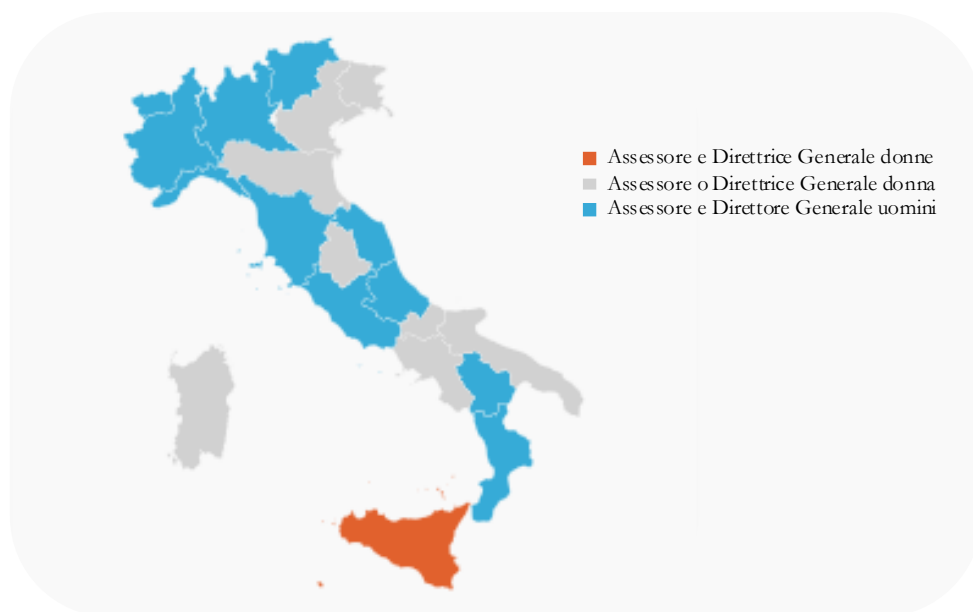 Assessore e Direttrice Generale donne
Assessore o Direttrice Generale donna
Assessore e Direttore Generale uomini